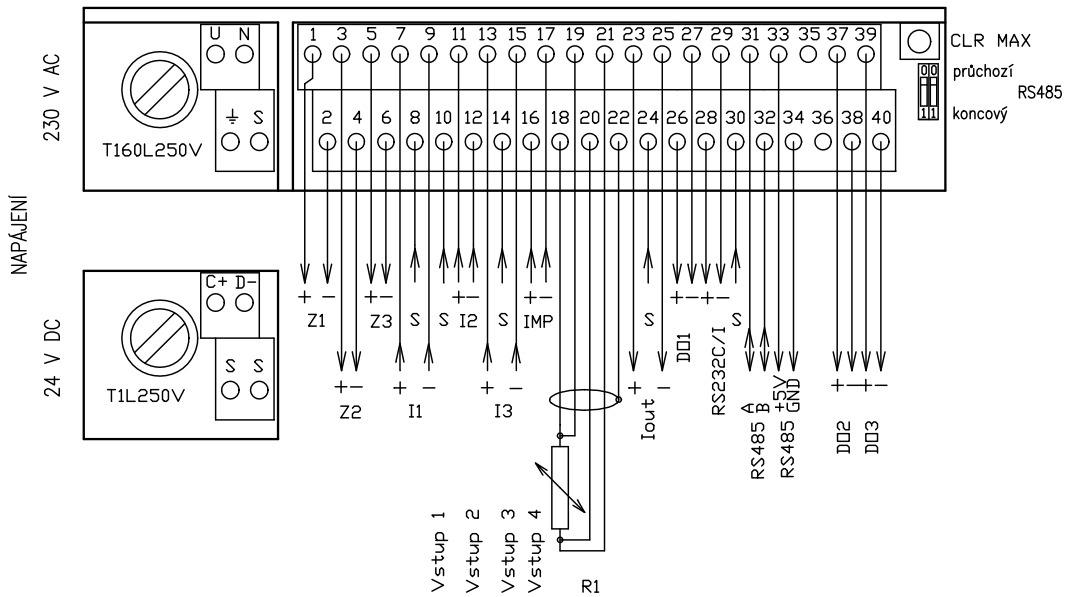 NAPÁJENÍ
230 V AC
24 V DC
U N
⏚ S
T160L250V
C+ D-
S S
T1L250V
1 3 5 7 9 11 13 15 17 19 21 23 25 27 29 31 33 35 37 39
2 4 6 8 10 12 14 16 18 20 22 24 26 28 30 32 34 36 38 40
CLR MAX
0 0
průchozí
RS485
koncový
1 1
+ - Z1
+ - Z2
+ - Z3
S
+ - I1
S
+ - I2
S
+ - I3
+ - IMP
S
+ - Iout
+ - DO1
+ - RS232C/I
S
A
B
RS485
+5V
GND
RS485
+ - DO2
+ - DO3
Vstup 1
Vstup 2
Vstup 3
Vstup 4
R1